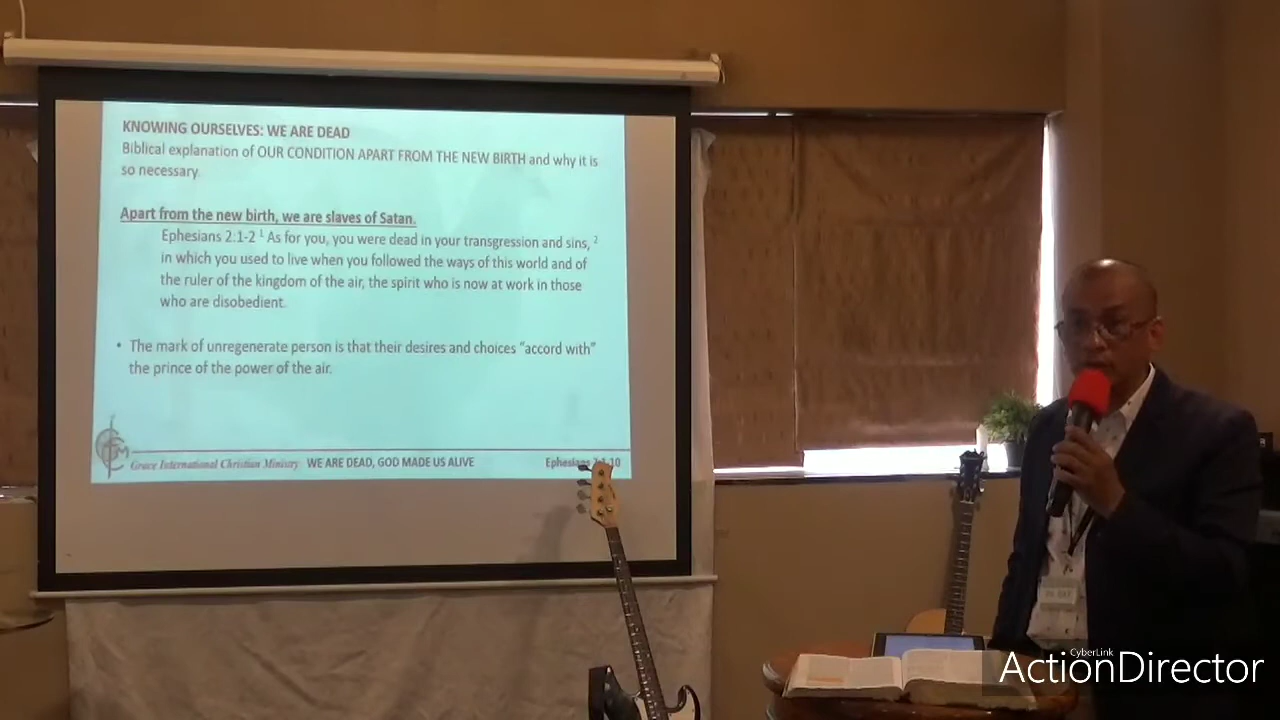 KNOWING OURSELVES: WE ARE DEAD
Biblical explanation of OUR CONDITION APART FROM THE NEW BIRTH and why it is
so necessary.
Apart from the new birth, we are slaves of Satan.
Ephesians 2:1-2 ¹ As for you, you were dead in your transgression and sins, ²
in which you used to live when you followed the ways of this world and of
the ruler of the kingdom of the air, the spirit who is now at work in those
who are disobedient.
• The mark of unregenerate person is that their desires and choices "accord with"
the prince of the power of the air.
Grace International Christian Ministry WE ARE DEAD, GOD MADE US ALIVE Ephesians
CyberLink
ActionDirector